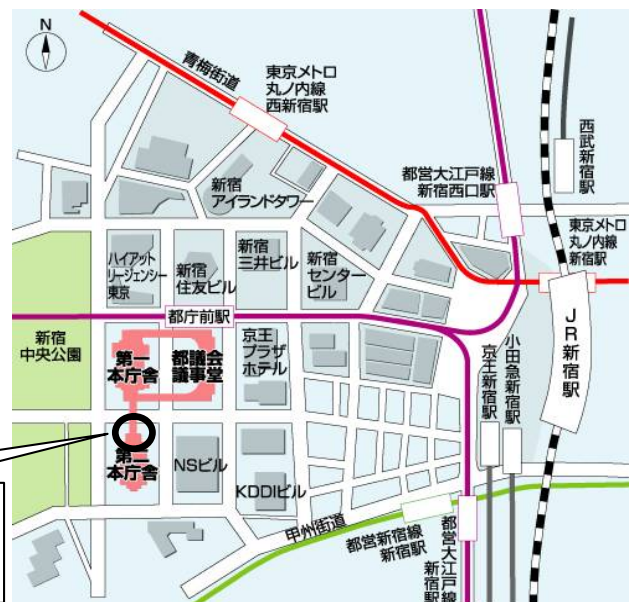 N
青梅街道
東京メトロ
丸ノ内線
西新宿駅
西武新宿駅
都営大江戸線
新宿西口駅
新宿
アイランドタワー
東京メトロ
丸ノ内線
新宿駅
ハイアット
リージェンシー
東京
新宿
住友ビル
新宿
三井ビル
新宿
センター
ビル
都庁前駅
JR新宿駅
新宿
中央公園
第一
本庁舎
都議会
議事堂
京王
プラザ
ホテル
小田急新宿駅
京王新宿駅
第二
本庁舎
NSビル
KDDIビル
甲州街道
都営新宿線
新宿駅
都営大江戸線
新宿駅